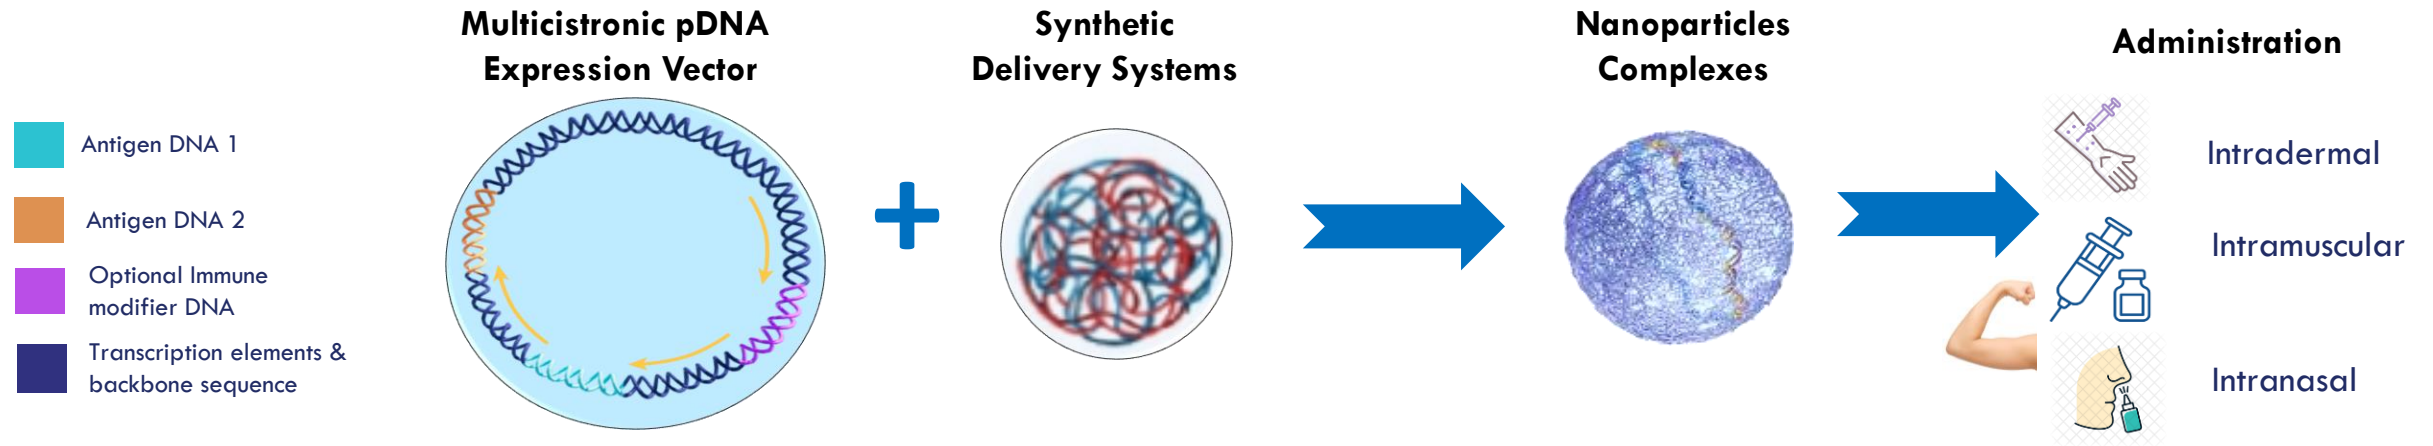 Multicistronic pDNA
Expression Vector
Synthetic
Delivery Systems
Nanoparticles
Complexes
Administration
Antigen DNA 1
Antigen DNA 2
Optional Immune
modifier DNA
Transcription elements &
backbone sequence
Intradermal
Intramuscular
Intranasal